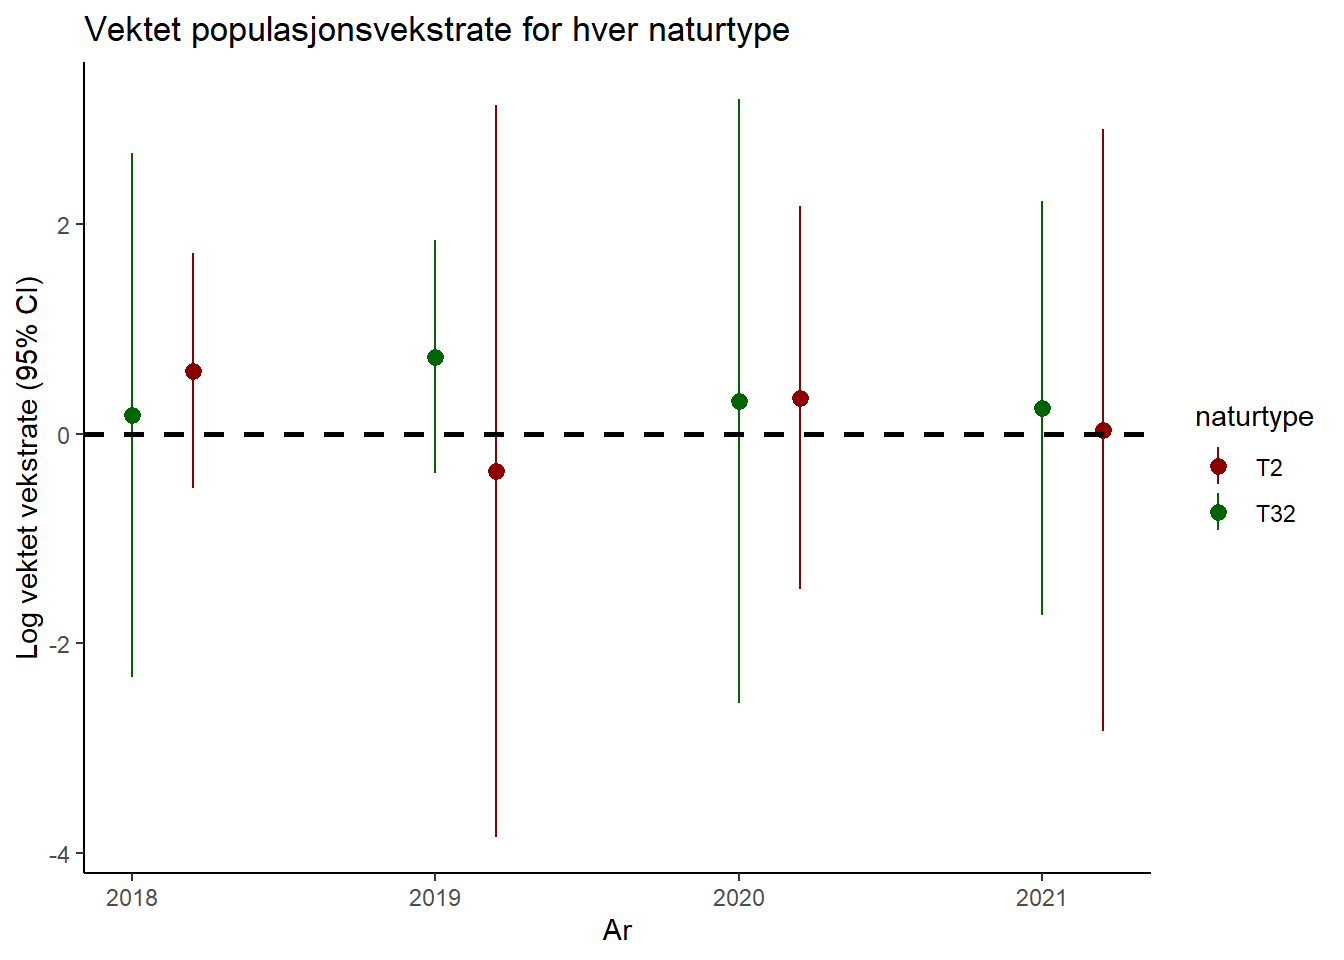 Vektet populasjonsvekstrate for hver naturtype
Log vektet vekstrate (95% CI)
2
0
-2
-4
2018
2019
2020
2021
Ar
naturtype
T2
T32